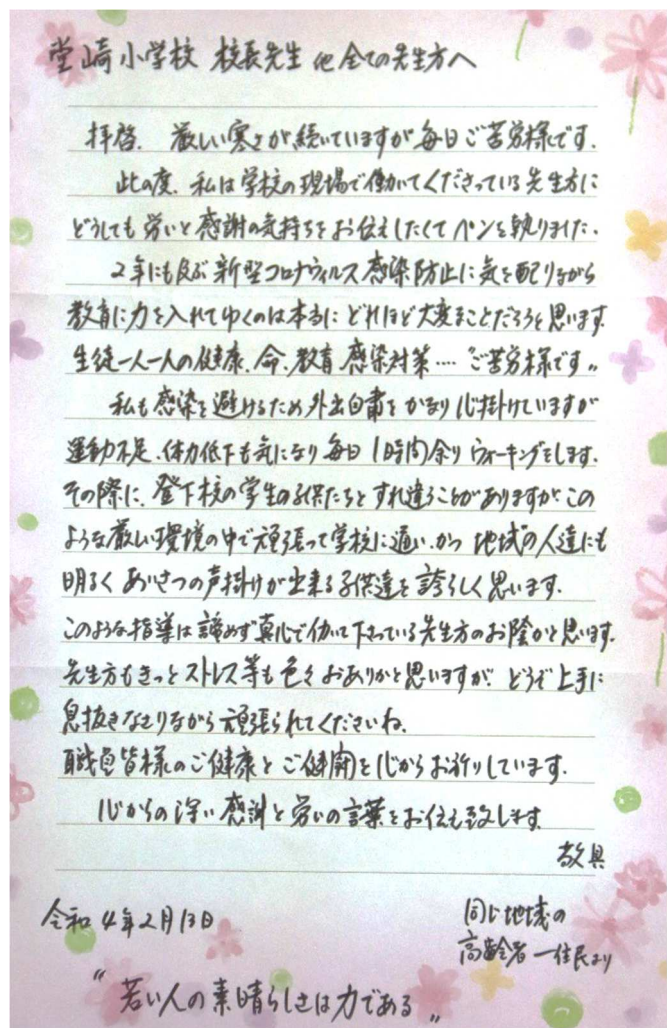 堂崎小学校 校長先生 他全ての先生方へ
拝啓、厳しい寒さが続いていますが毎日ご苦労様です。
此の度、私は学校の現場で働いてくださっている先生方に
どうしても労いと感謝の気持ちをお伝えしたくてペンを執りました。
2年にも及ぶ新型コロナウィルス感染防止に気を配りながら
教育に力を入れてゆくのは本当にどれほど大変なことだろうと思います。
生徒一人一人の健康、命、教育、感染対策…. "ご苦労様です"
私も感染を避けるため外出自粛をかなり心掛けていますが
運動不足、体力低下も気になり毎日1時間余りウォーキングをします。
その際に、登下校の学生の子供たちとすれ違うことがありますがこの
ような厳しい環境の中で頑張って学校に通い、かつ地域の人達にも
明るくあいさつの声掛けが出来る子供達を誇らしく思います。
このような指導は諦めず真心で働いて下さっている先生方のお陰かと思います。
先生方もきっとストレス等も色々おありかと思いますが、どうぞ上手に
息抜きなさりながら頑張られてくださいね。
職員皆様のご健康とご健闘を心からお祈りしています。
心からの深い感謝と労いの言葉をお伝え致します。
敬具
令和4年2月13日
同じ地域の
高齢者一住民より
"若い人の素晴らしさは力である"